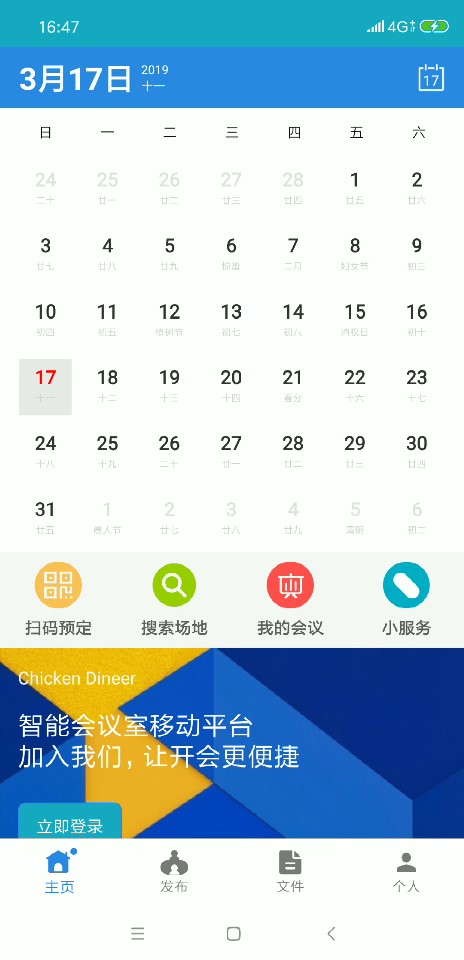 16:47
4G
3月17日 2019
十一
17
日 一 二 三 四 五 六
24 25 26 27 28 1 2
二十 廿一 廿二 廿三 廿四 廿五 廿六
3 4 5 6 7 8 9
廿七 廿八 廿九 惊蛰 二月 妇女节 初三
10 11 12 13 14 15 16
初四 初五 植树节 初七 初八 消权日 初十
17 18 19 20 21 22 23
十一 十二 十三 十四 春分 十六 十七
24 25 26 27 28 29 30
十八 十九 二十 廿一 廿二 廿三 廿四
31 1 2 3 4 5 6
廿五 愚人节 廿七 廿八 廿九 清明 初二
扫码预定 搜索场地 我的会议 小服务
Chicken Dineer
智能会议室移动平台
加入我们，让开会更便捷
立即登录
主页 发布 文件 个人